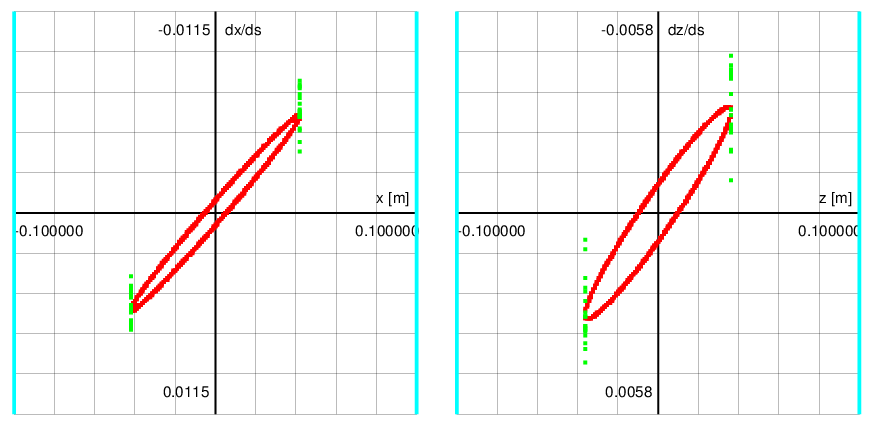 -0.0115 dx/ds
x [m]
-0.100000 0.100000
0.0115
-0.0058 dz/ds
z [m]
-0.100000 0.100000
0.0058